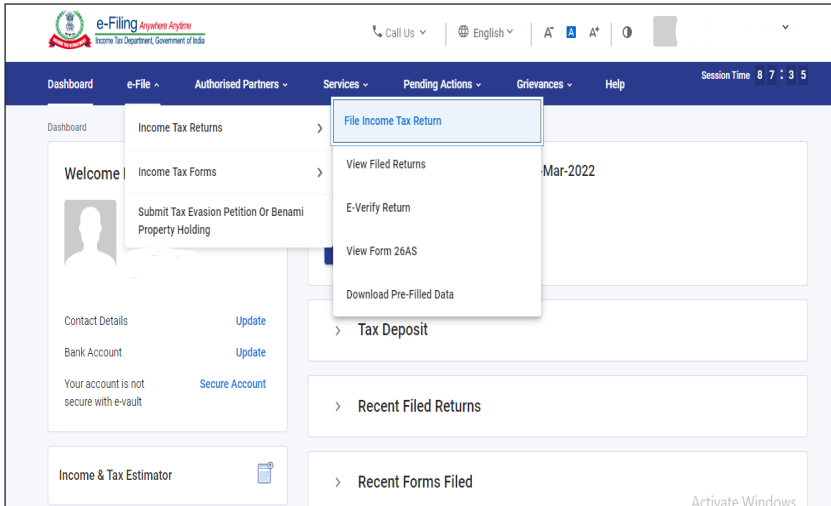 e-Filing Anywhere Anytime
Income Tax Department, Government of India
Call Us
English
A-
A
A+
Dashboard
e-File
Authorised Partners
Services
Pending Actions
Grievances
Help
Session Time 8 7 : 3 5
Dashboard
Income Tax Returns
Income Tax Forms
Submit Tax Evasion Petition Or Benami
Property Holding
File Income Tax Return
View Filed Returns
E-Verify Return
View Form 26AS
Download Pre-Filled Data
Welcome
-Mar-2022
Contact Details
Update
Bank Account
Update
Your account is not
secure with e-vault
Secure Account
Income & Tax Estimator
Tax Deposit
Recent Filed Returns
Recent Forms Filed
Activate Windows